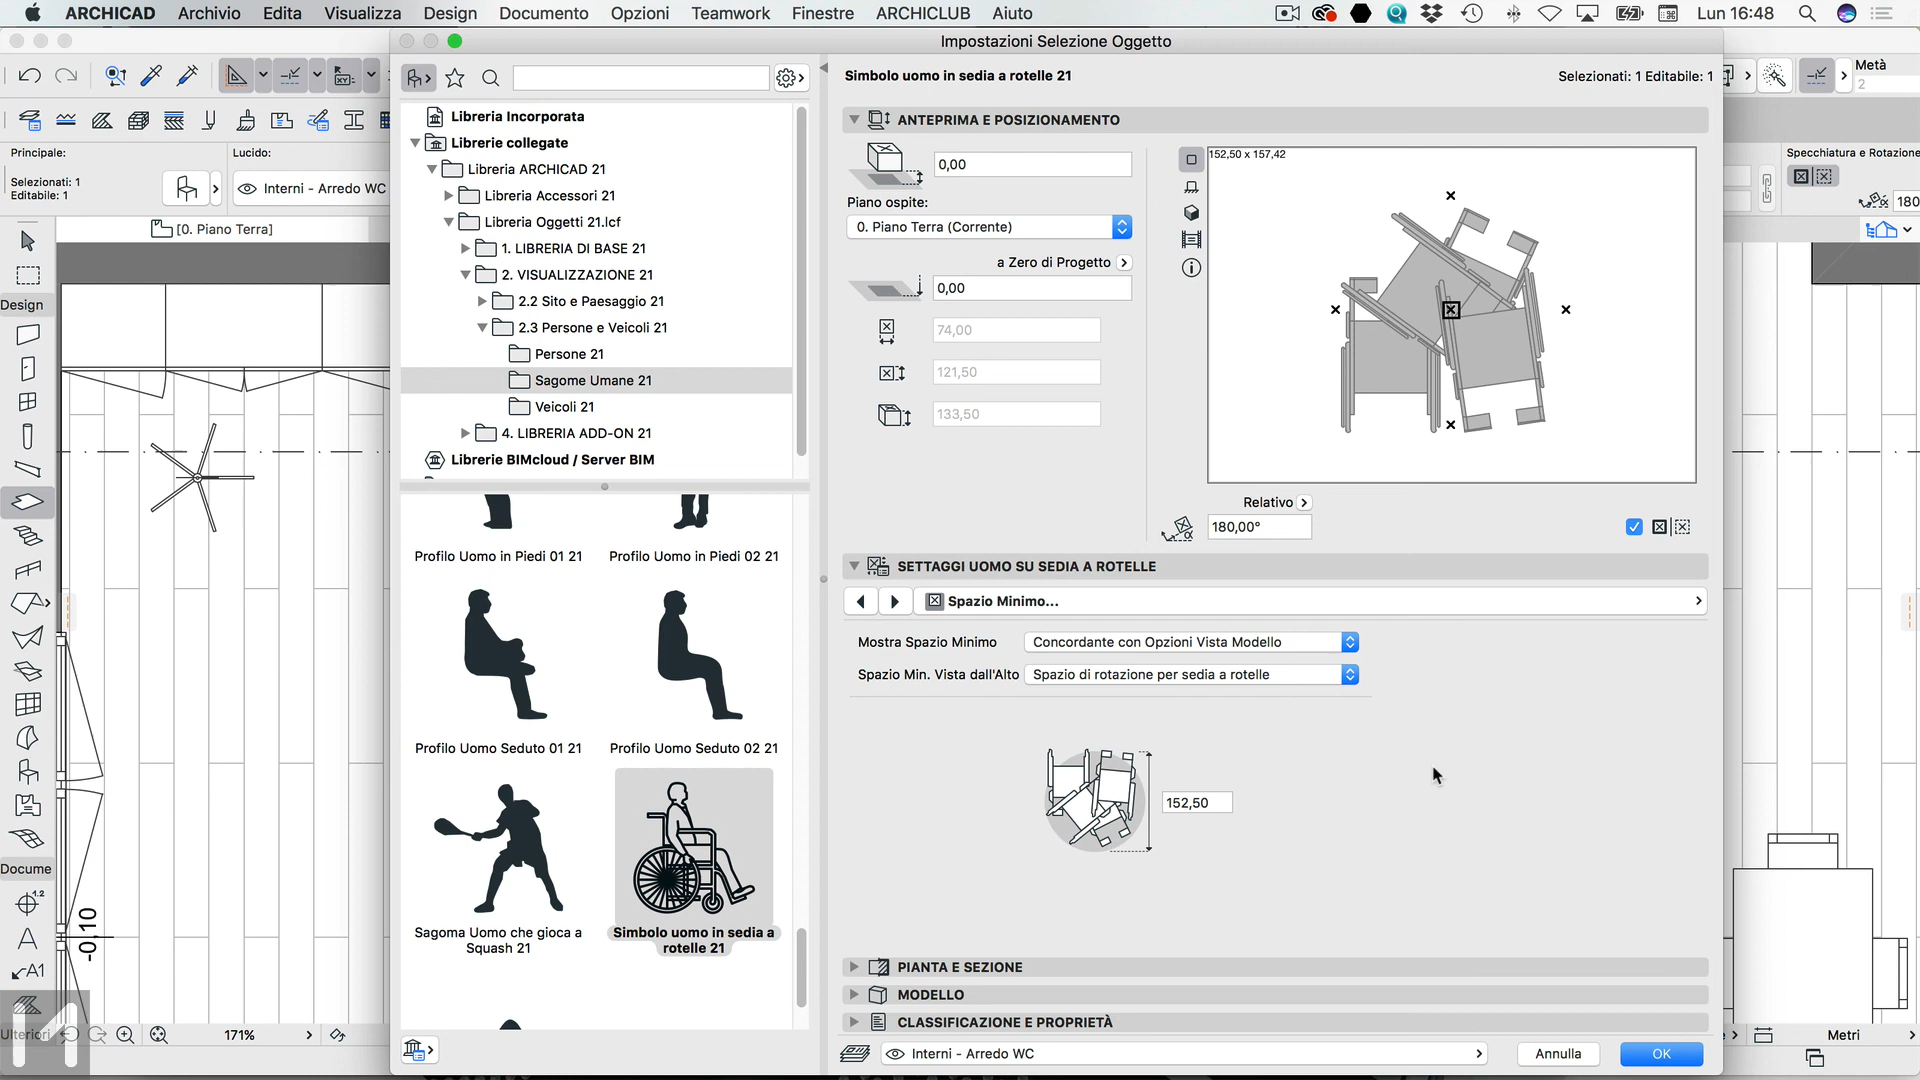 ARCHICAD Archivio Edita Visualizza Design Documento Opzioni Teamwork Finestre ARCHICLUB Aiuto Lun 16:48
Impostazioni Selezione Oggetto
Metà
2
Simbolo uomo in sedia a rotelle 21
Selezionati: 1 Editabile: 1
Principale:
Lucido:
Selezionati: 1
Editabile: 1
Interni - Arredo WC
[0. Piano Terra]
Design
Docume
Ulteriori
1.2
A1
-0,10
171%
Libreria Incorporata
Librerie collegate
Libreria ARCHICAD 21
Libreria Accessori 21
Libreria Oggetti 21.lcf
1. LIBRERIA DI BASE 21
2. VISUALIZZAZIONE 21
2.2 Sito e Paesaggio 21
2.3 Persone e Veicoli 21
Persone 21
Sagome Umane 21
Veicoli 21
4. LIBRERIA ADD-ON 21
Librerie BIMcloud / Server BIM
Profilo Uomo in Piedi 01 21
Profilo Uomo in Piedi 02 21
Profilo Uomo Seduto 01 21
Profilo Uomo Seduto 02 21
Sagoma Uomo che gioca a
Squash 21
Simbolo uomo in sedia a
rotelle 21
ANTEPRIMA E POSIZIONAMENTO
0,00
Piano ospite:
0. Piano Terra (Corrente)
a Zero di Progetto
0,00
74,00
121,50
133,50
152,50 x 157,42
Relativo
180,00°
SETTAGGI UOMO SU SEDIA A ROTELLE
Spazio Minimo...
Mostra Spazio Minimo
Concordante con Opzioni Vista Modello
Spazio Min. Vista dall'Alto
Spazio di rotazione per sedia a rotelle
152,50
PIANTA E SEZIONE
MODELLO
CLASSIFICAZIONE E PROPRIETÀ
Interni - Arredo WC
Annulla
OK
Specchiatura e Rotazione
180
Metri